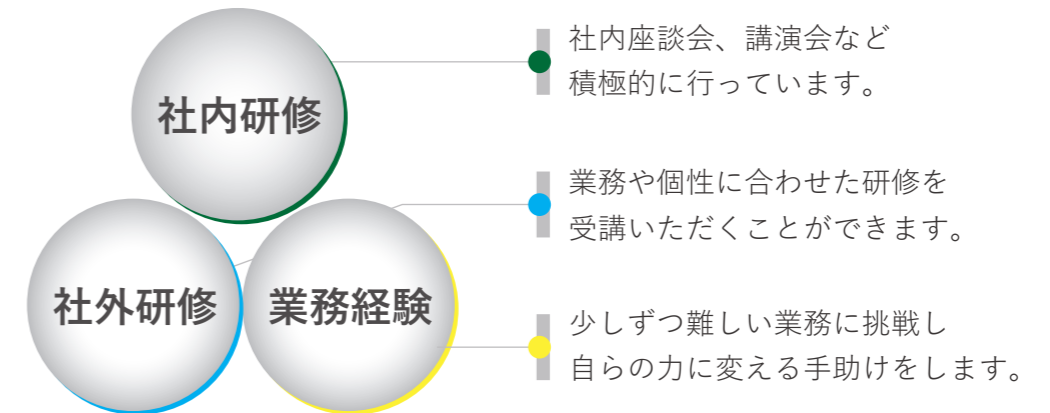 社内研修
社内座談会、講演会など
積極的に行っています。
社外研修
業務や個性に合わせた研修を
受講いただくことができます。
業務経験
少しずつ難しい業務に挑戦し
自らの力に変える手助けをします。